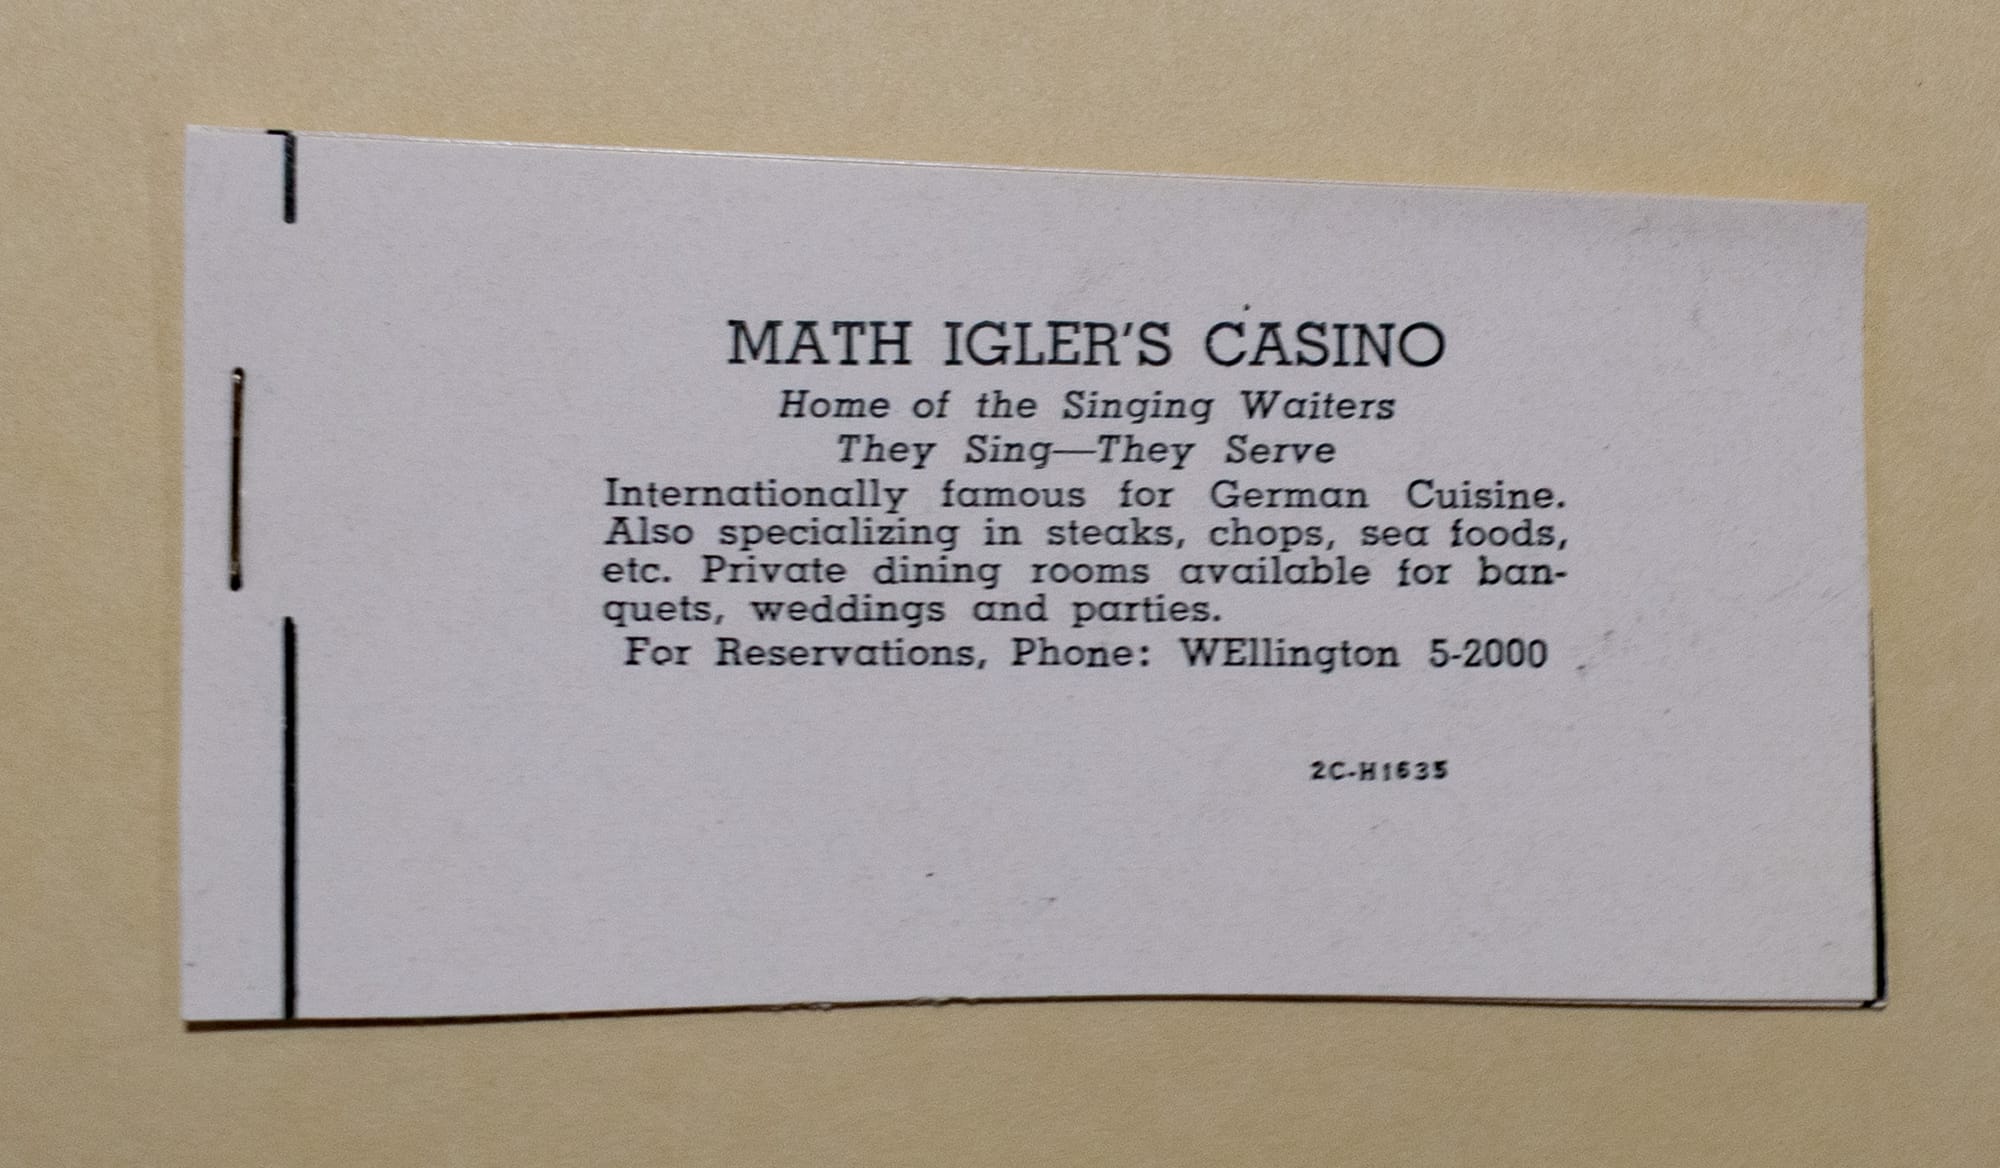 MATH IGLER'S CASINO
Home of the Singing Waiters
They Sing—They Serve
Internationally famous for German Cuisine.
Also specializing in steaks, chops, sea foods,
etc. Private dining rooms available for ban-
quets, weddings and parties.
For Reservations, Phone: WEllington 5-2000
2C-H1635